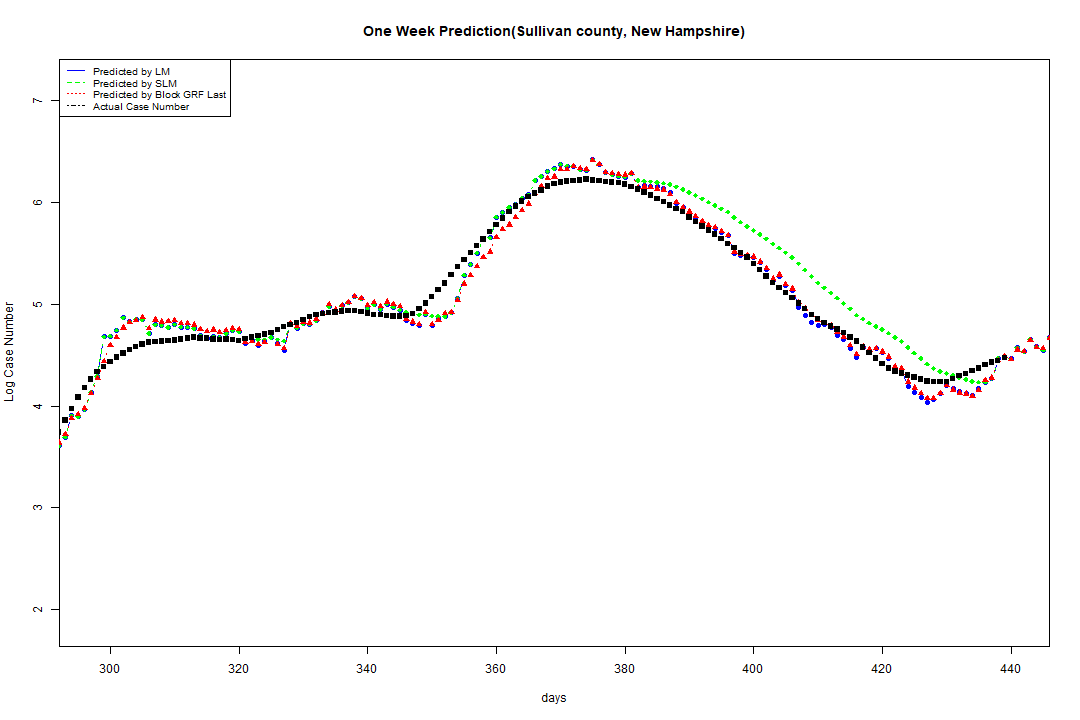 One Week Prediction(Sullivan county, New Hampshire)
Predicted by LM
Predicted by SLM
Predicted by Block GRF Last
Actual Case Number
7
6
5
4
3
2
Log Case Number
300 320 340 360 380 400 420 440
days